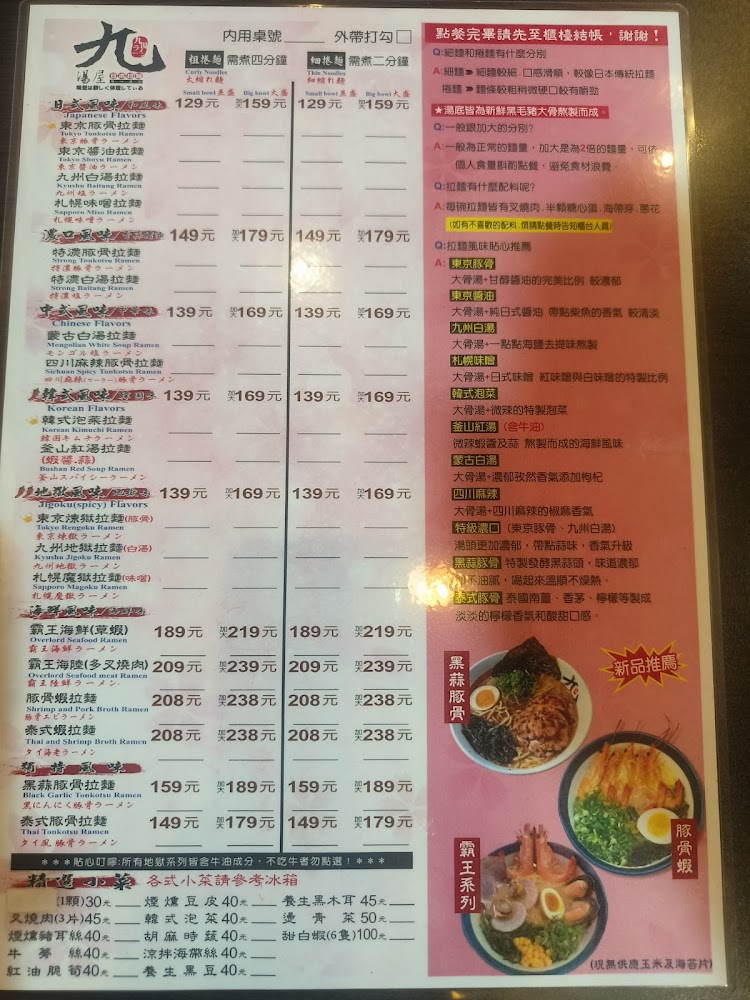 九
湯屋
日式拉麵
內用桌號 外帶打勾
粗捲麵 需煮四分鐘 細捲麵 需煮二分鐘
Curly Noodles Thin Noodles
太縮れ麵 細縮れ麵
Small bowl 並盛 Big bowl 大盛 Small bowl 並盛 Big bowl 大盛
日式風味 129元 加大159元 129元 加大159元
Japanese Flavors
東京豚骨拉麵
Tokyo Tonkotsu Ramen
東京豚骨ラーメン
東京醬油拉麵
Tokyo Shoyu Ramen
東京醬油ラーメン
九州白湯拉麵
Kyushu Baitang Ramen
九州塩ラーメン
札幌味噌拉麵
Sapporo Miso Ramen
札幌味噌ラーメン
濃口風味 149元 加大179元 149元 加大179元
特濃豚骨拉麵
Strong Tonkotsu Ramen
特濃豚骨ラーメン
特濃白湯拉麵
Strong Baitang Ramen
特濃塩ラーメン
中式風味 139元 加大169元 139元 加大169元
Chinese Flavors
蒙古白湯拉麵
Mongolian White Soup Ramen
モンゴル塩ラーメン
四川麻辣豚骨拉麵
Sichuan Spicy Tonkotsu Ramen
四川麻辣(マーラー)豚骨ラーメン
韓式風味 139元 加大169元 139元 加大169元
Korean Flavors
韓式泡菜拉麵
Korean Kimuchi Ramen
韓国キムチラーメン
釜山紅湯拉麵
(蝦醬.蒜)
Bushan Red Soup Ramen
釜山スパイシーラーメン
地獄風味 139元 加大169元 139元 加大169元
Jigoku(spicy) Flavors
東京煉獄拉麵(豚骨)
Tokyo Rengoku Ramen
東京煉獄ラーメン
九州地獄拉麵(白湯)
Kyushu Jigoku Ramen
九州地獄ラーメン
札幌魔獄拉麵(味噌)
Sapporo Magoku Ramen
札幌魔獄ラーメン
海鮮風味
霸王海鮮(草蝦) 189元 加大219元 189元 加大219元
Overlord Seafood Ramen
霸王海鮮ラーメン
霸王海陸(多叉燒肉) 209元 加大239元 209元 加大239元
Overlord Seafood meat Ramen
霸王陸鮮ラーメン
豚骨蝦拉麵 208元 加大238元 208元 加大238元
Shrimp and Pork Broth Ramen
豚骨エビラーメン
泰式蝦拉麵 208元 加大238元 208元 加大238元
Thai and Shrimp Broth Ramen
タイ海老ラーメン
獨特風味
黑蒜豚骨拉麵 159元 加大189元 159元 加大189元
Black Garlic Tonkotsu Ramen
黒にんにく豚骨ラーメン
泰式豚骨拉麵 149元 加大179元 149元 加大179元
Thai Tonkotsu Ramen
タイ風 豚骨ラーメン
***貼心叮嚀:所有地獄系列皆含牛油成分，不吃牛者勿點選！***
精選小菜 各式小菜請參考冰箱
(1顆)30元 煙燻豆皮40元 養生黑木耳45元
叉燒肉(3片)45元 韓式泡菜40元 燙青菜50元
煙燻豬耳絲40元 胡麻時蔬40元 甜白蝦(6隻)100元
牛蒡絲40元 涼拌海帶絲40元
紅油脆筍40元 養生黑豆40元
點餐完畢請先至櫃檯結帳，謝謝！
Q:細麵和捲麵有什麼分別
A:細麵 麵條較細.口感滑順，較像日本傳統拉麵
捲麵 麵條較粗稍微硬口較有嚼勁
★湯底皆為新鮮黑毛豬大骨熬製而成。
Q:一般跟加大的分別?
A:一般為正常的麵量，加大是為2倍的麵量，可依
個人食量斟酌點餐，避免食材浪費
Q:拉麵有什麼配料呢?
A:每碗拉麵皆有叉燒肉.半顆糖心蛋.海帶芽.蔥花
(如有不喜歡的配料.煩請點餐時告知櫃台人員)
Q:拉麵風味貼心推薦
A:東京豚骨
大骨湯+甘醇醬油的完美比例 較濃郁
東京醬油
大骨湯+純日式醬油 帶點柴魚的香氣 較清淡
九州白湯
大骨湯+一點點海鹽去提味熬製
札幌味噌
大骨湯+日式味噌 紅味噌與白味噌的特製比例
韓式泡菜
大骨湯+微辣的特製泡菜
釜山紅湯 (含牛油)
微辣蝦醬及蒜 熬製而成的海鮮風味
蒙古白湯
大骨湯+濃郁孜然香氣添加枸杞
四川麻辣
大骨湯+四川麻辣的椒麻香氣
特級濃口 (東京豚骨、九州白湯)
湯頭更加濃郁，帶點蒜味，香氣升級
黑蒜豚骨 特製發酵黑蒜頭，味道濃郁
不油膩，喝起來溫順不燥熱。
泰式豚骨 泰國南薑、香茅、檸檬等製成
淡淡的檸檬香氣和酸甜口感。
新品推薦
黑蒜豚骨
豚骨蝦
霸王系列
(現無供應玉米及海苔片)